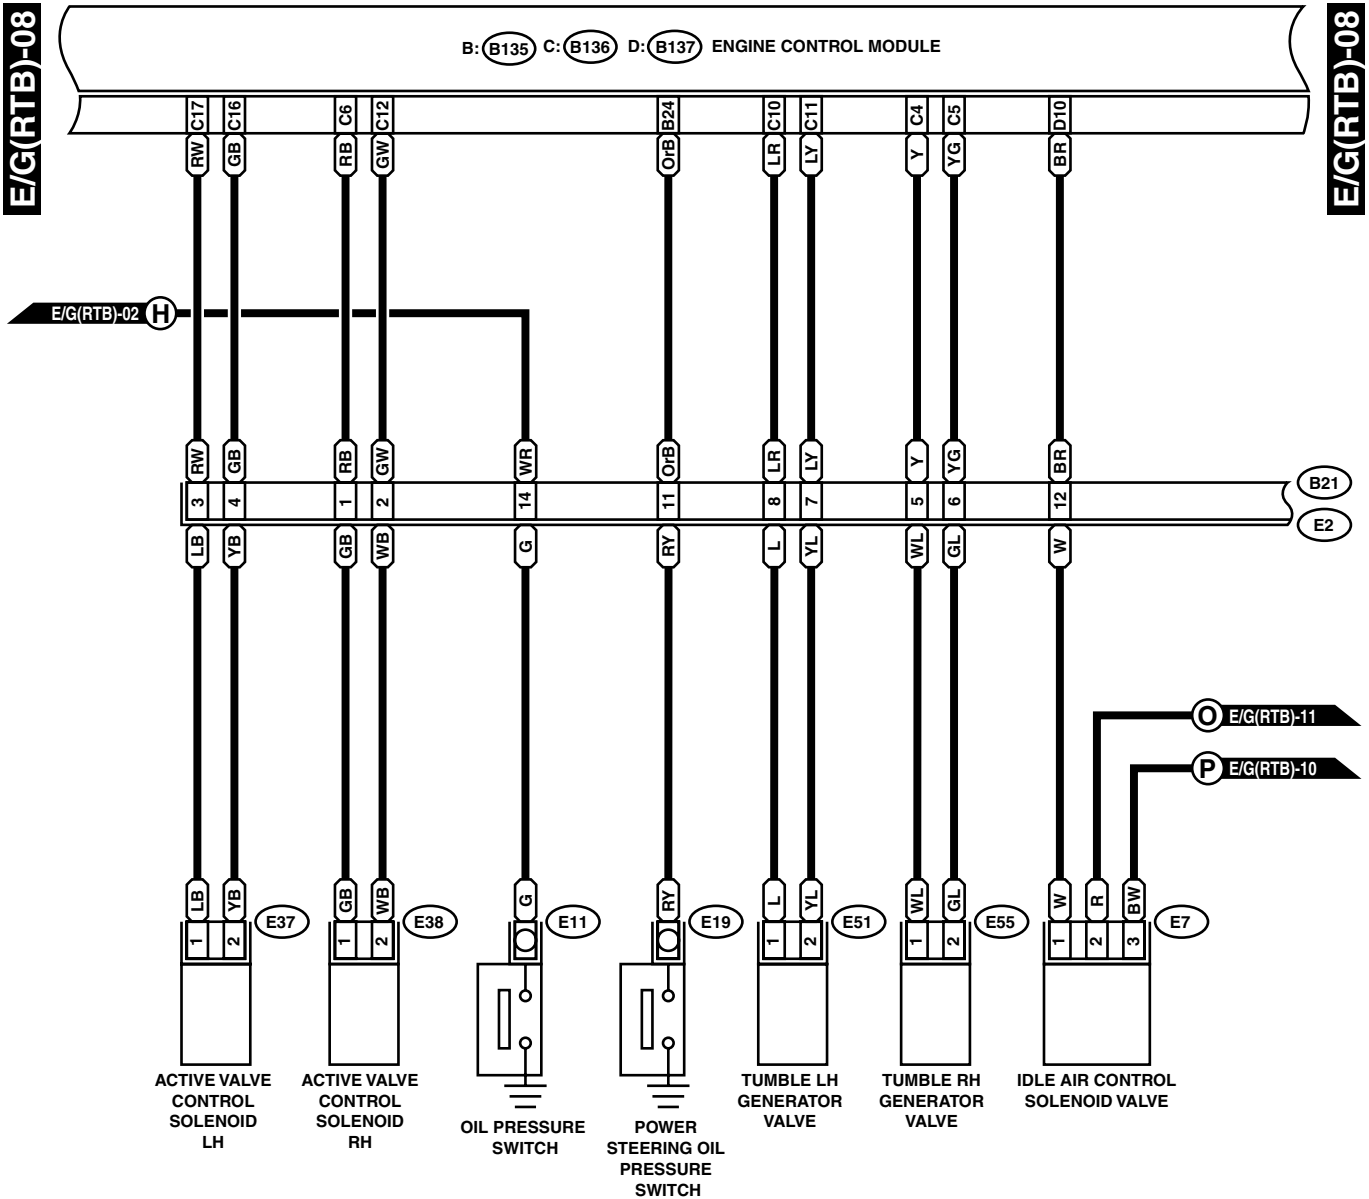 E/G(RTB)-08
E/G(RTB)-08
B: B135 C: B136 D: B137 ENGINE CONTROL MODULE
C17 C16 C6 C12 B24 C10 C11 C4 C5 D10
RW GB RB GW OrB LR LY Y YG BR
E/G(RTB)-02 H
RW GB RB GW WR OrB LR LY Y YG BR
B21
3 4 1 2 14 11 8 7 5 6 12
E2
LB YB GB WB G RY L YL WL GL W
O E/G(RTB)-11
P E/G(RTB)-10
LB YB GB WB G RY L YL WL GL W R BW
E37 E38 E11 E19 E51 E55 E7
1 2 1 2 1 2 1 2 1 2 3
ACTIVE VALVE
CONTROL
SOLENOID
LH
ACTIVE VALVE
CONTROL
SOLENOID
RH
OIL PRESSURE
SWITCH
POWER
STEERING OIL
PRESSURE
SWITCH
TUMBLE LH
GENERATOR
VALVE
TUMBLE RH
GENERATOR
VALVE
IDLE AIR CONTROL
SOLENOID VALVE